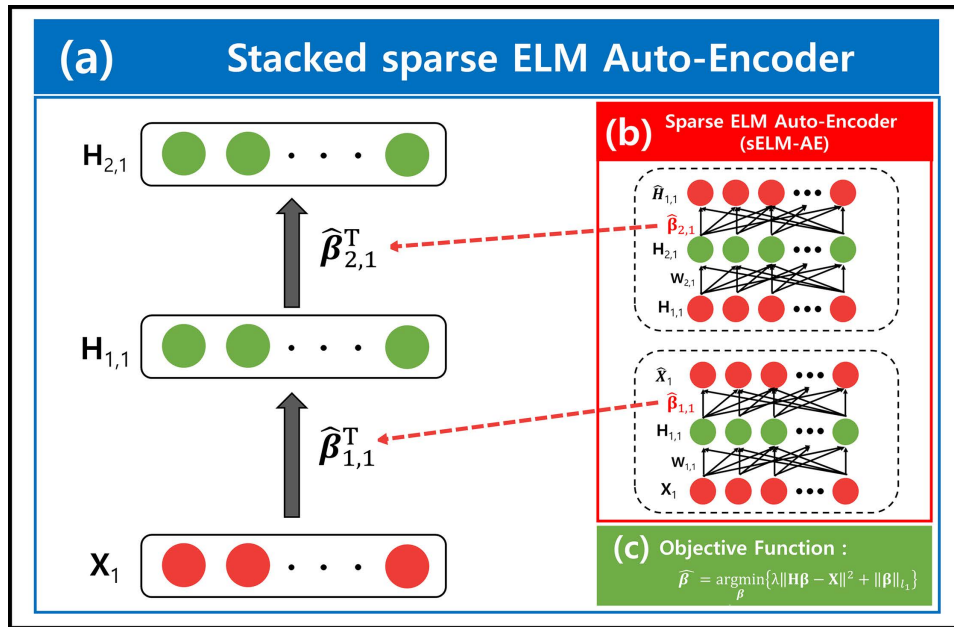 (a) Stacked sparse ELM Auto-Encoder
H₂,₁
β̂ᵀ₂,₁
H₁,₁
β̂ᵀ₁,₁
X₁
(b) Sparse ELM Auto-Encoder
(sELM-AE)
Ĥ₁,₁
β̂₂,₁
H₂,₁
W₂,₁
H₁,₁
X̂₁
β̂₁,₁
H₁,₁
W₁,₁
X₁
(c) Objective Function :
β̂ = argmin{λ‖Hβ − X‖² + ‖β‖ₗ₁}
β